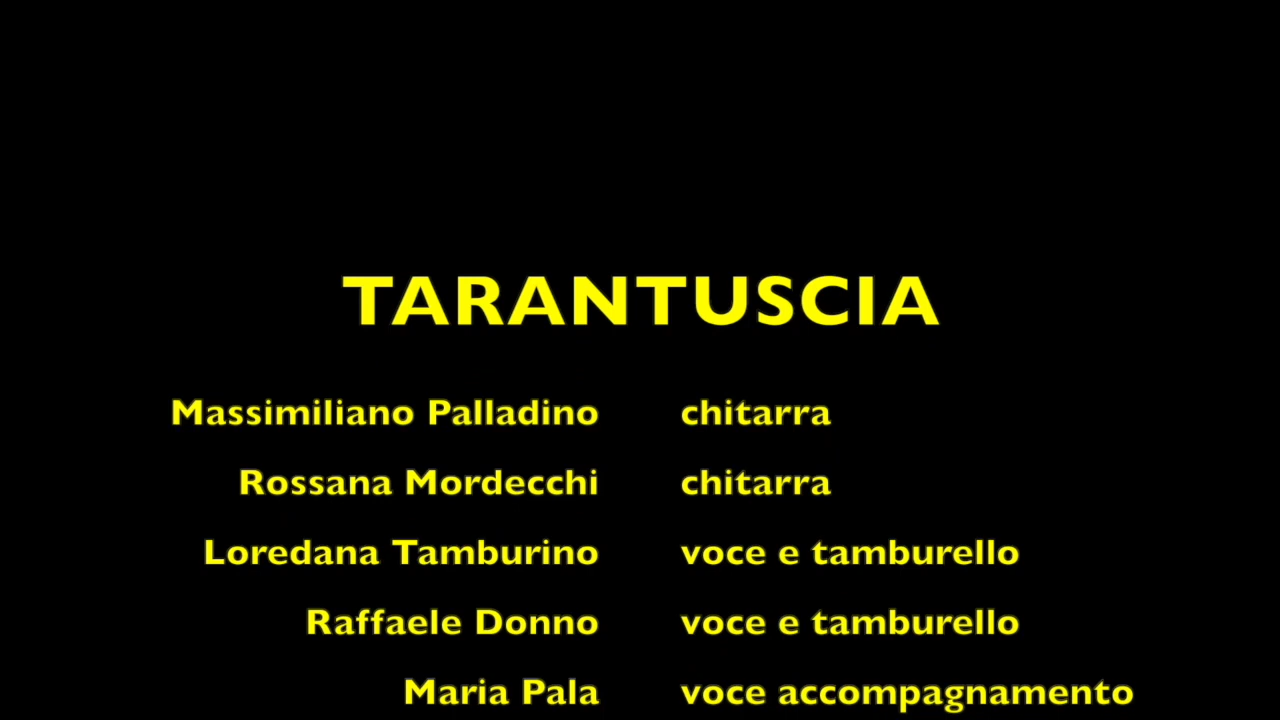 TARANTUSCIA
Massimiliano Palladino chitarra
Rossana Mordecchi chitarra
Loredana Tamburino voce e tamburello
Raffaele Donno voce e tamburello
Maria Pala voce accompagnamento